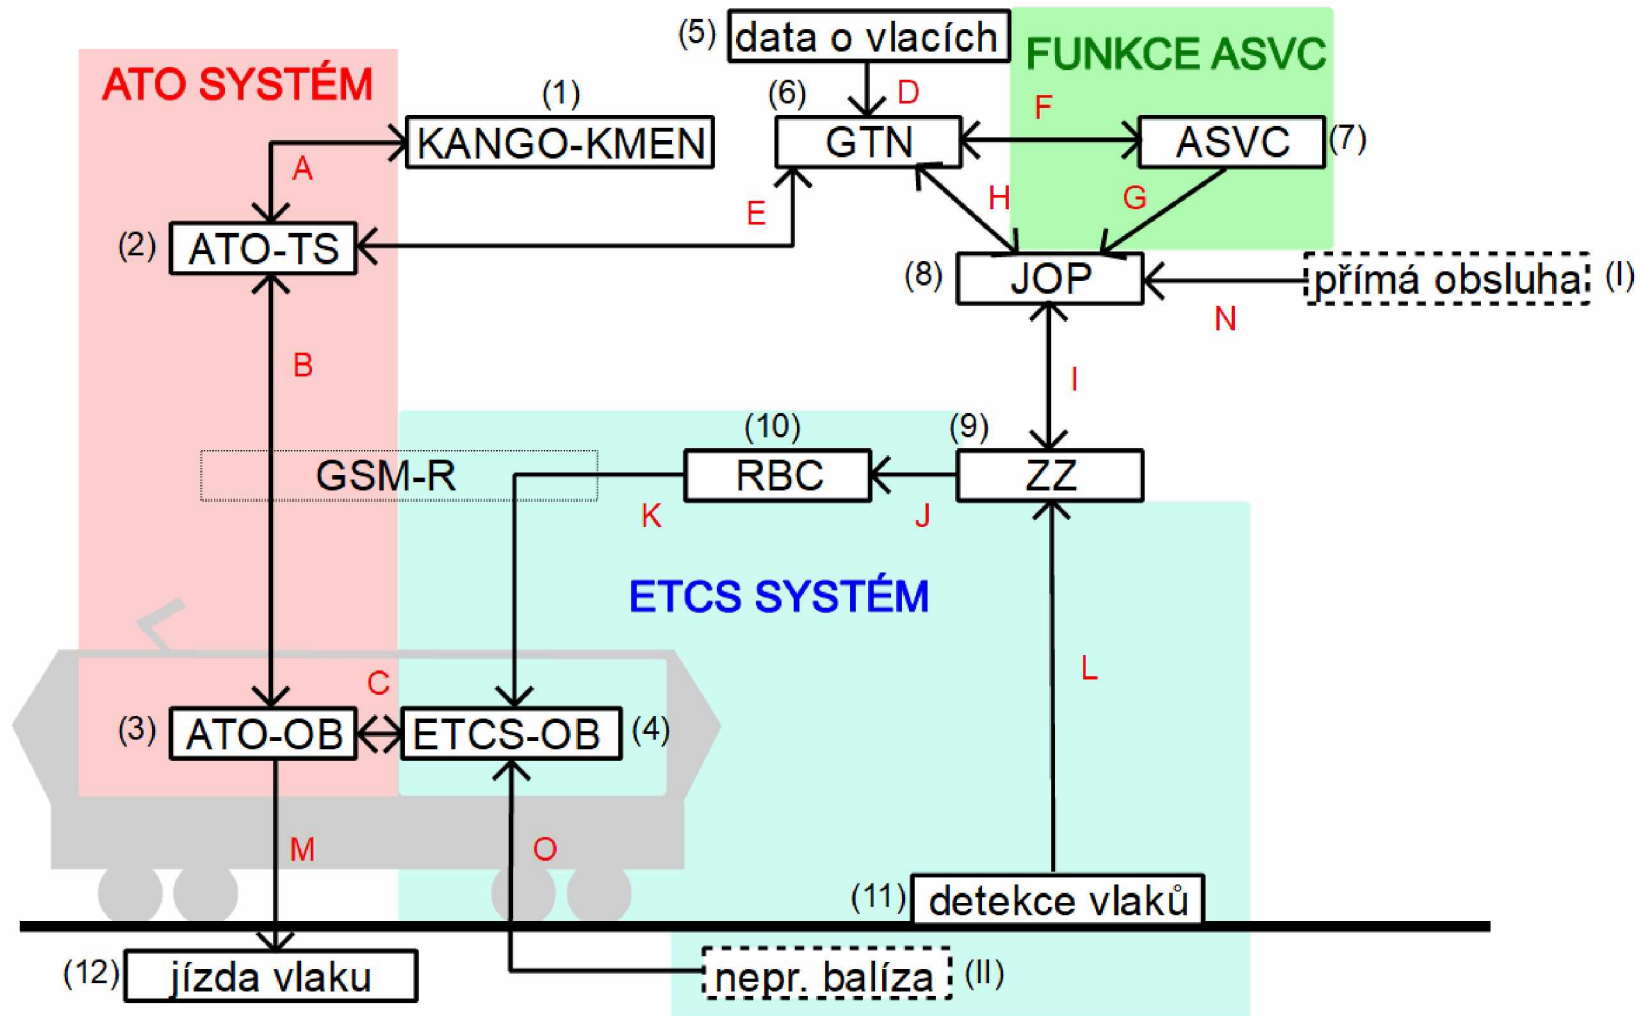 (5) data o vlacích
FUNKCE ASVC
ATO SYSTÉM
(1)
(6)
D
F
KANGO-KMEN
GTN
ASVC (7)
A
E
H
G
(2) ATO-TS
(8) JOP
přímá obsluha (I)
N
B
I
(10)
(9)
GSM-R
RBC
ZZ
K
J
ETCS SYSTÉM
L
C
(3) ATO-OB
ETCS-OB (4)
M
O
(11) detekce vlaků
(12) jízda vlaku
nepr. balíza (II)